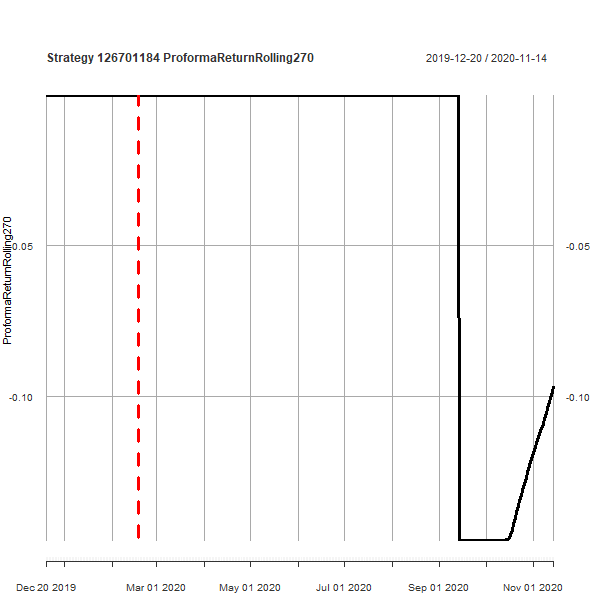 Strategy 126701184 ProformaReturnRolling270
2019-12-20 / 2020-11-14
ProformaReturnRolling270
-0.05
-0.05
-0.10
-0.10
Dec 20 2019 Mar 01 2020 May 01 2020 Jul 01 2020 Sep 01 2020 Nov 01 2020